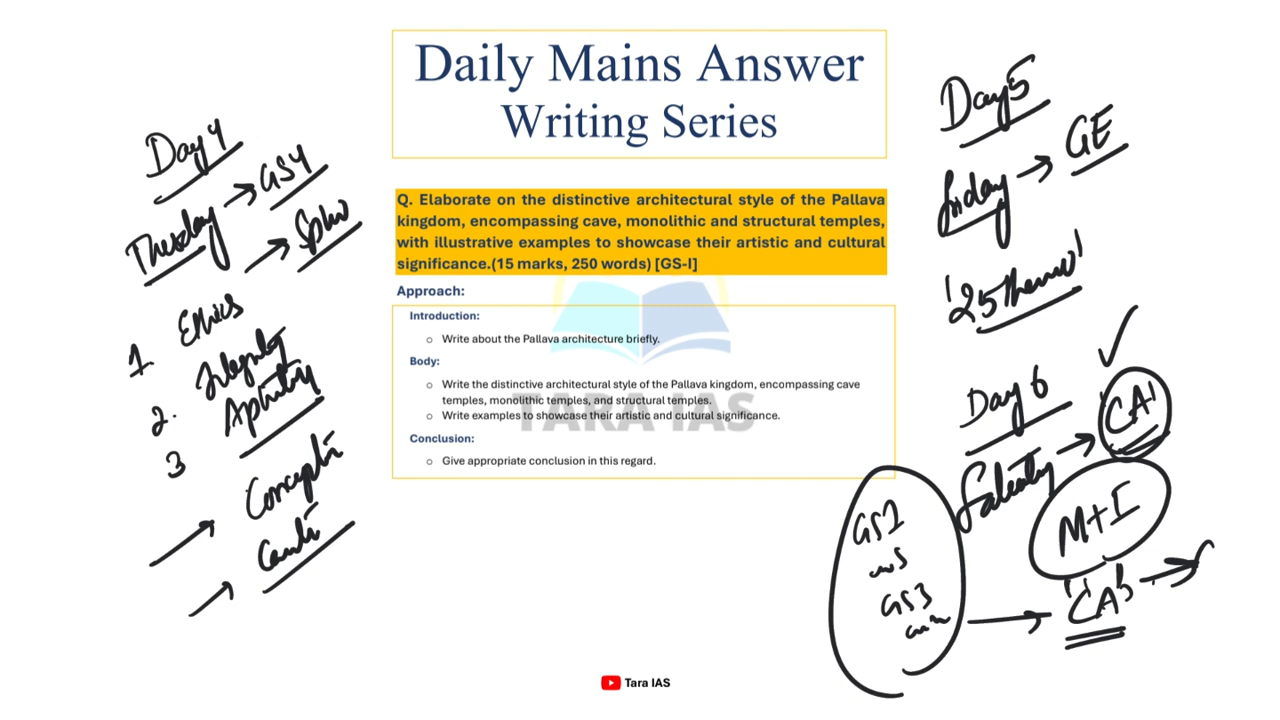 Daily Mains Answer
Writing Series
Q. Elaborate on the distinctive architectural style of the Pallava
kingdom, encompassing cave, monolithic and structural temples,
with illustrative examples to showcase their artistic and cultural
significance.(15 marks, 250 words) [GS-I]
Approach:
Introduction:
o Write about the Pallava architecture briefly.
Body:
o Write the distinctive architectural style of the Pallava kingdom, encompassing cave
temples, monolithic temples, and structural temples.
o Write examples to showcase their artistic and cultural significance.
Conclusion:
o Give appropriate conclusion in this regard.
TARA IAS
Day 4
→ GS4
→
1. Ethics
2. Integrity
3 Aptitude
→
→
Day 5
Friday → GE
Day 6
→ 'CA'
M+I
GS2
GS3
→ "CA" →
Tara IAS